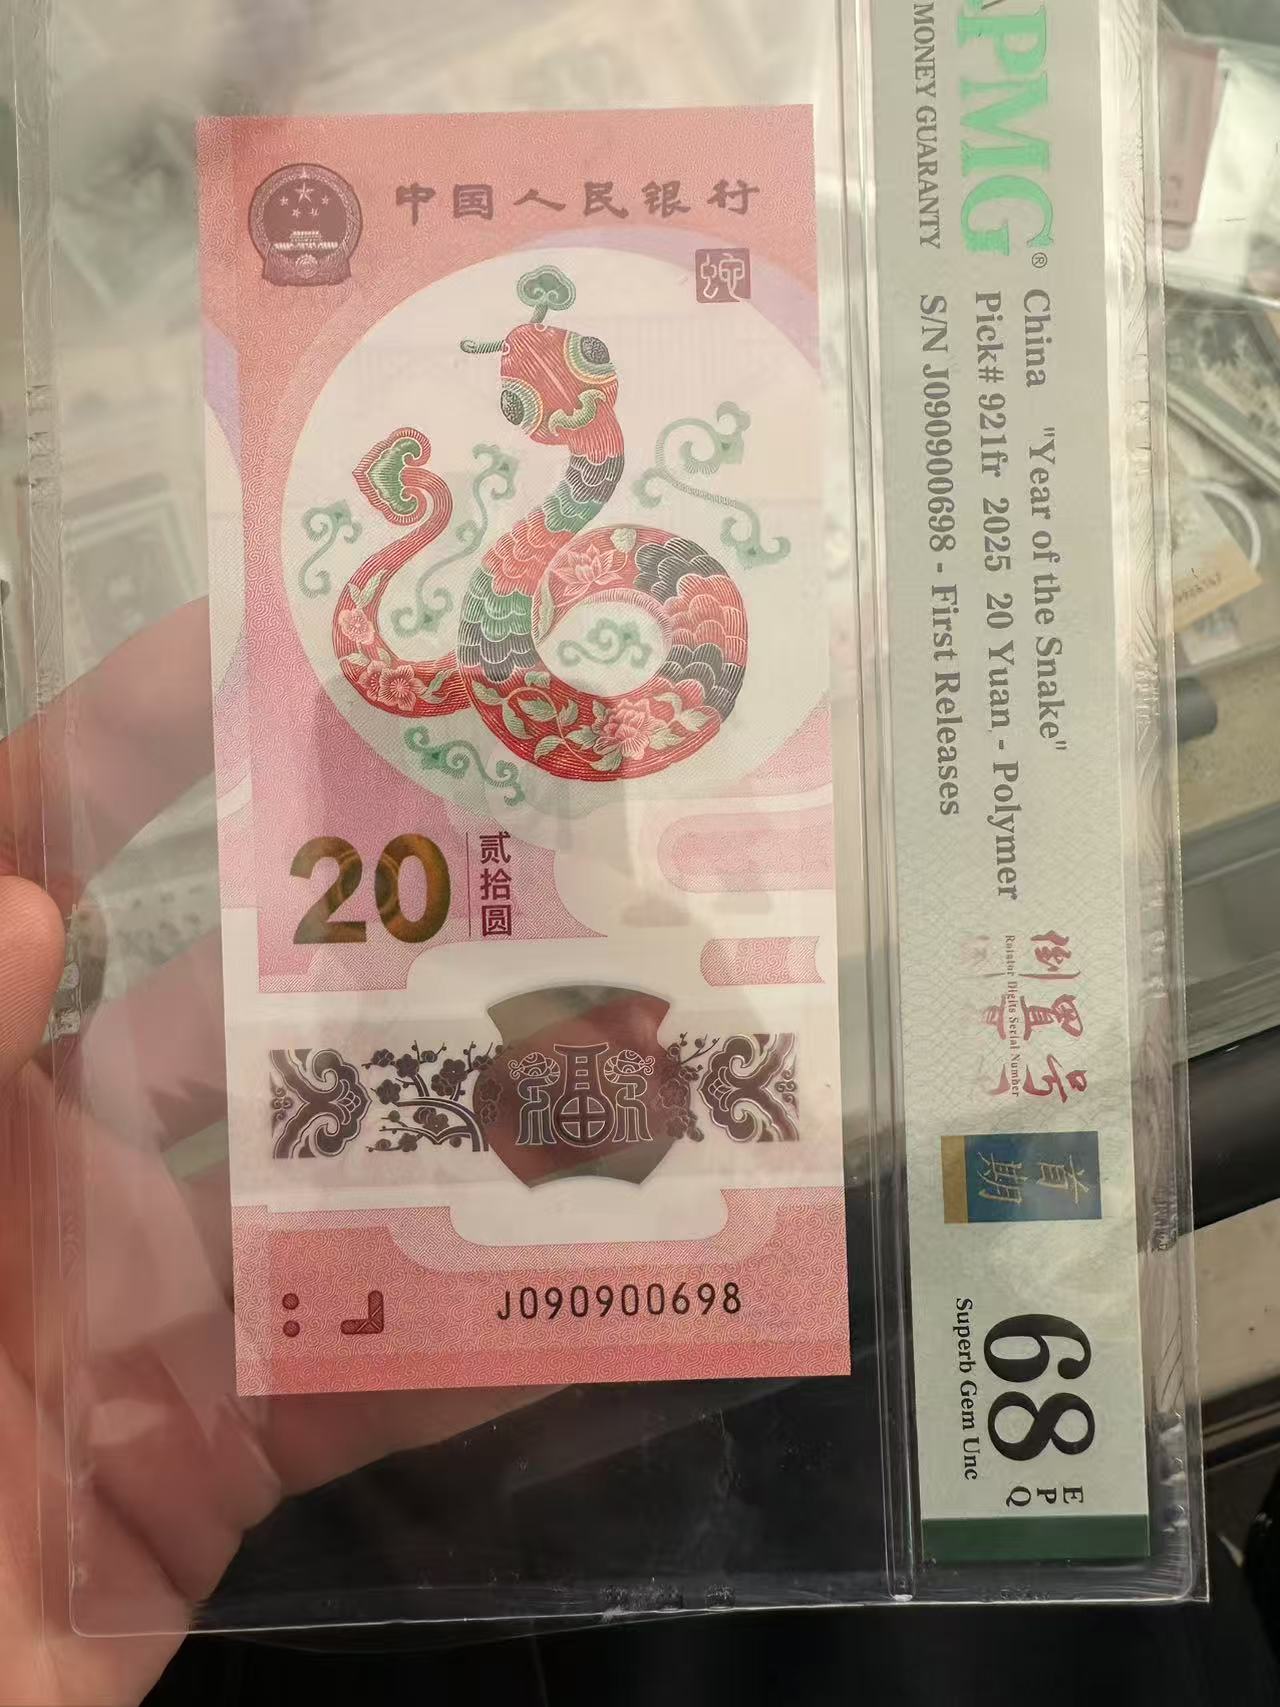 中国人民银行
蛇
20
贰拾圆
福
J090900698
PMG®
MONEY GUARANTY
China "Year of the Snake"
Pick# 921fr 2025 20 Yuan - Polymer
S/N J090900698 - First Releases
倒置号
Rotator Digits Serial Number
首期
68
EPQ
Superb Gem Unc